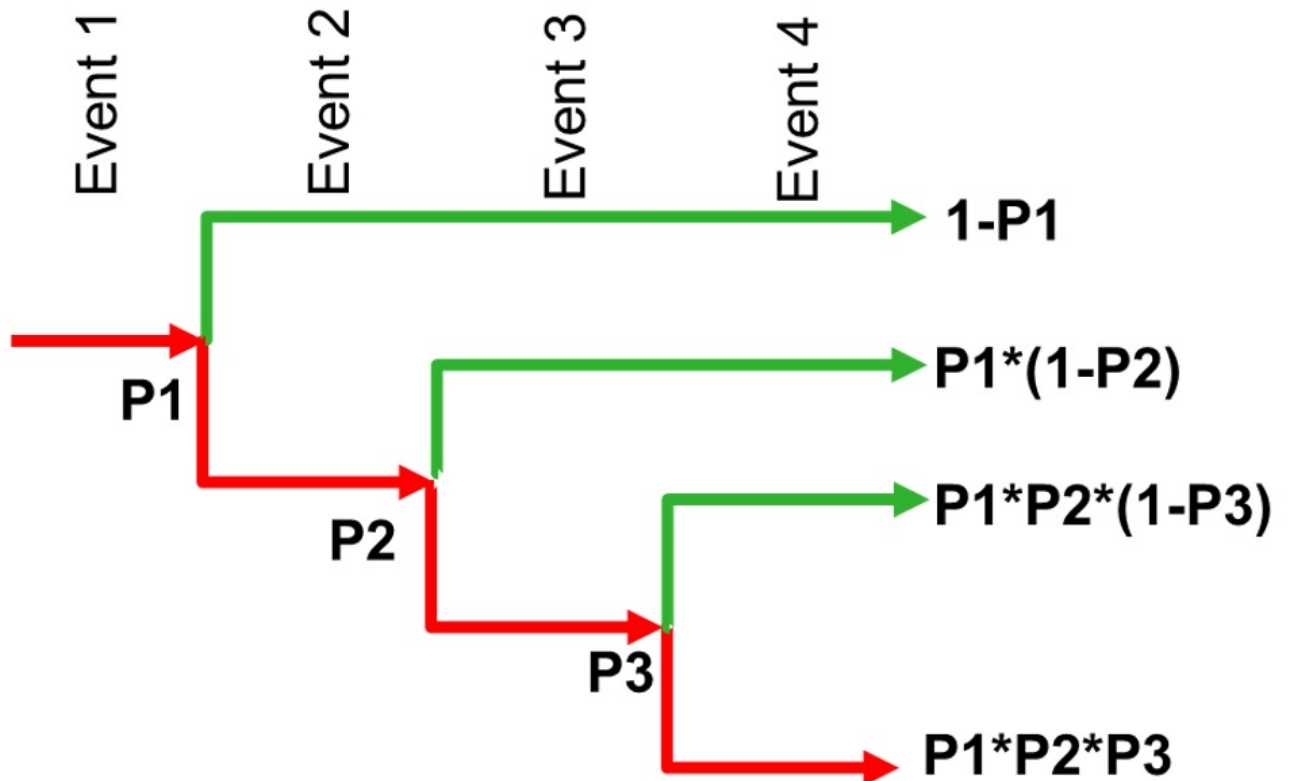 Event 1
Event 2
Event 3
Event 4
1-P1
P1
P1*(1-P2)
P2
P1*P2*(1-P3)
P3
P1*P2*P3